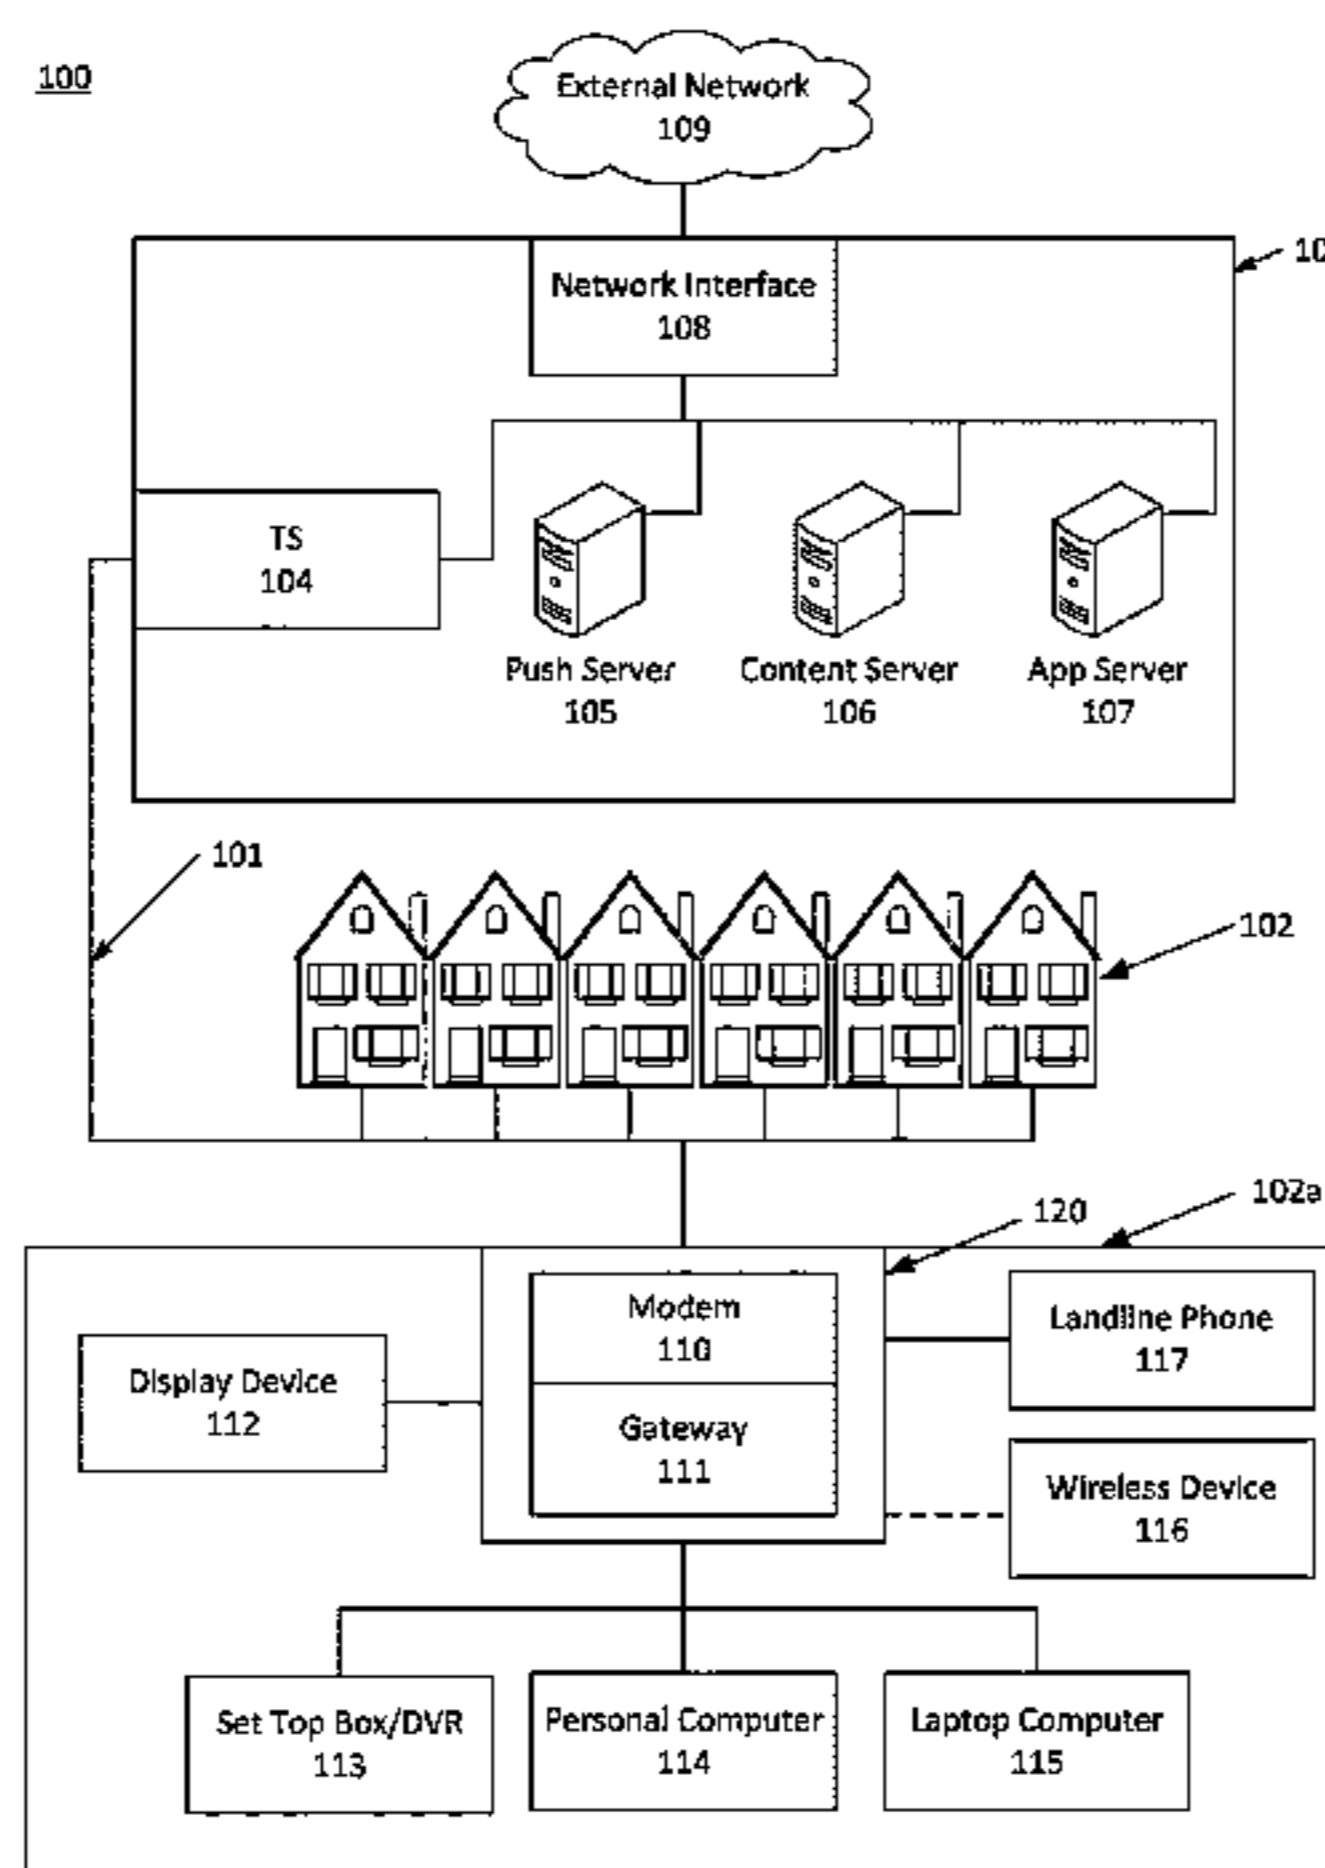 100
External Network
109
Network Interface
108
TS
104
Push Server
105
Content Server
106
App Server
107
101
102
120
102a
Modem
110
Gateway
111
Display Device
112
Landline Phone
117
Wireless Device
116
Set Top Box/DVR
113
Personal Computer
114
Laptop Computer
115